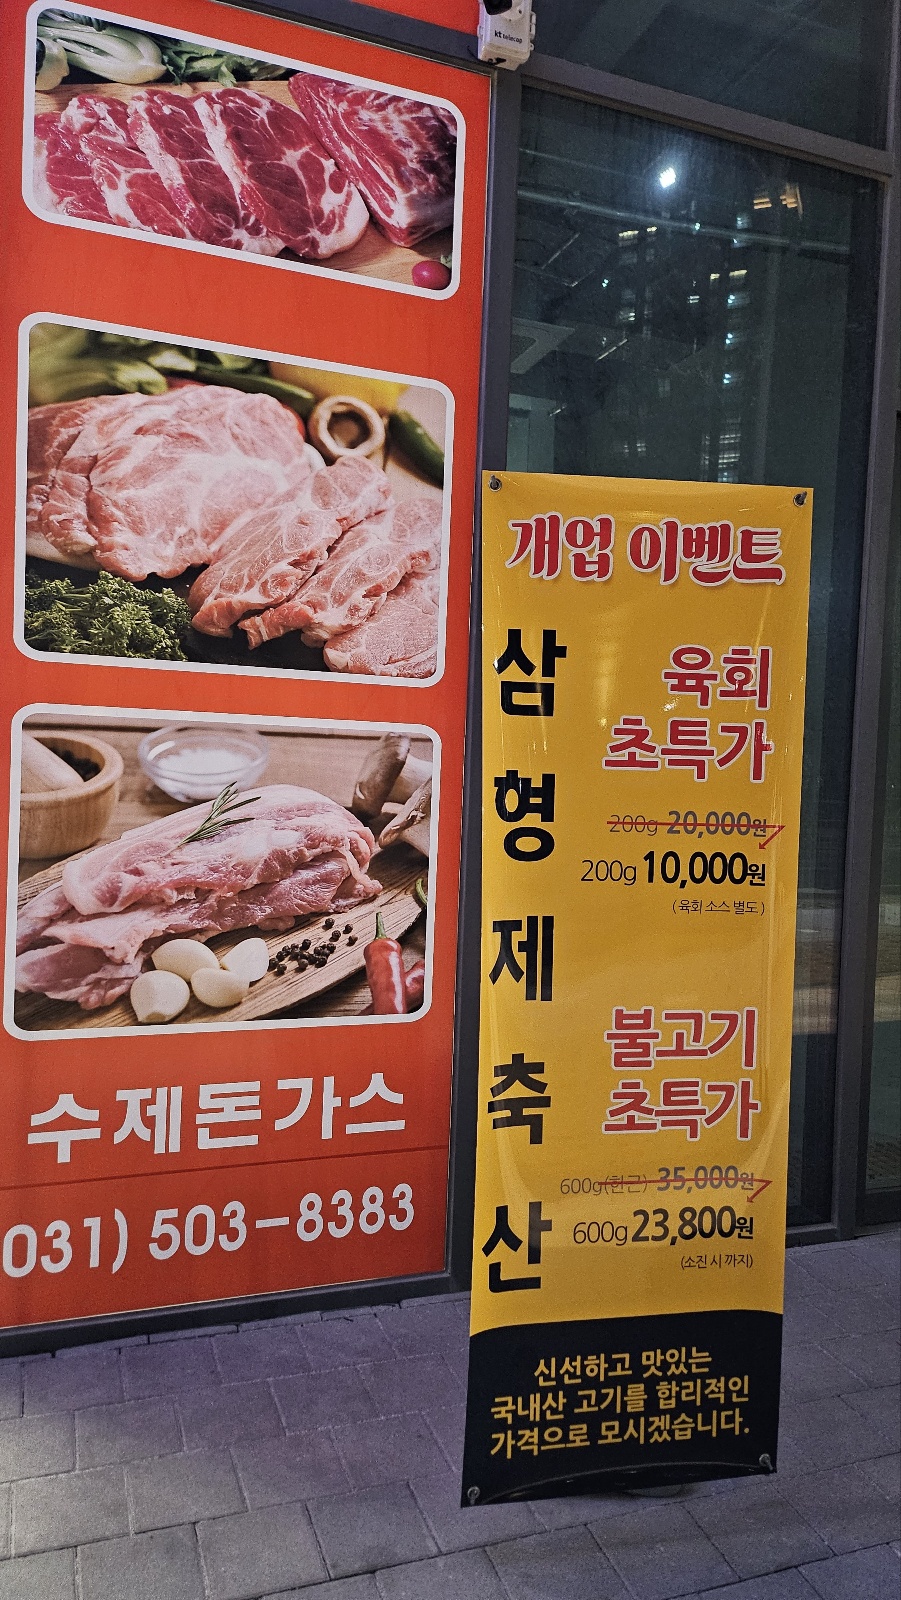 kt telecop
수제돈가스
031) 503-8383
개업 이벤트
삼형제축산
육회
초특가
200g 20,000원
200g 10,000원
(육회 소스 별도)
불고기
초특가
600g(한근) 35,000원
600g 23,800원
(소진 시 까지)
신선하고 맛있는
국내산 고기를 합리적인
가격으로 모시겠습니다.